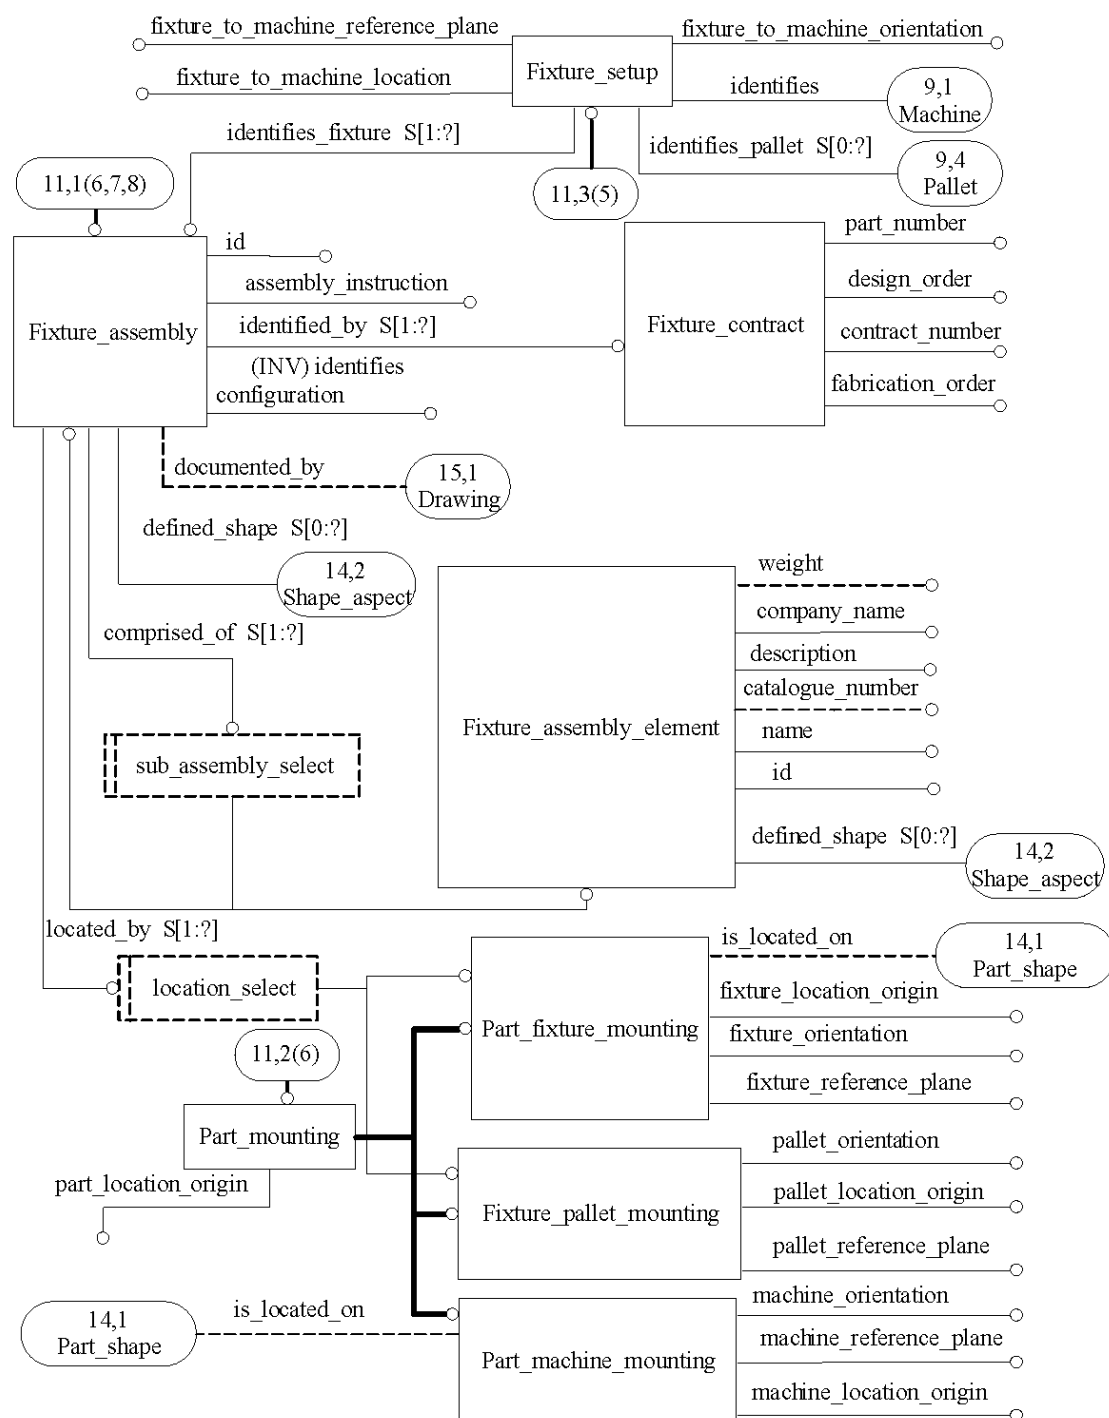 fixture_to_machine_reference_plane
fixture_to_machine_orientation
Fixture_setup
fixture_to_machine_location
identifies
9,1
Machine
identifies_fixture S[1:?]
identifies_pallet S[0:?]
9,4
Pallet
11,1(6,7,8)
11,3(5)
part_number
id
assembly_instruction
design_order
Fixture_assembly
identified_by S[1:?]
Fixture_contract
contract_number
(INV) identifies
configuration
fabrication_order
documented_by
15,1
Drawing
defined_shape S[0:?]
14,2
Shape_aspect
weight
company_name
comprised_of S[1:?]
description
catalogue_number
Fixture_assembly_element
name
sub_assembly_select
id
defined_shape S[0:?]
14,2
Shape_aspect
located_by S[1:?]
is_located_on
14,1
Part_shape
location_select
fixture_location_origin
Part_fixture_mounting
fixture_orientation
11,2(6)
fixture_reference_plane
Part_mounting
pallet_orientation
part_location_origin
pallet_location_origin
Fixture_pallet_mounting
pallet_reference_plane
machine_orientation
is_located_on
14,1
Part_shape
machine_reference_plane
Part_machine_mounting
machine_location_origin